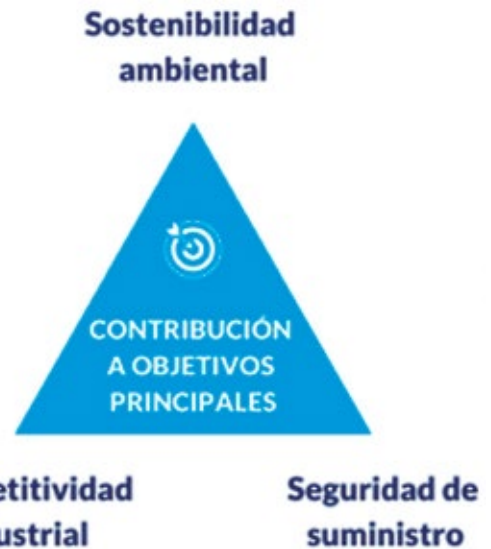 Sostenibilidad
ambiental
CONTRIBUCIÓN
A OBJETIVOS
PRINCIPALES
etitividad
ustrial
Seguridad de
suministro